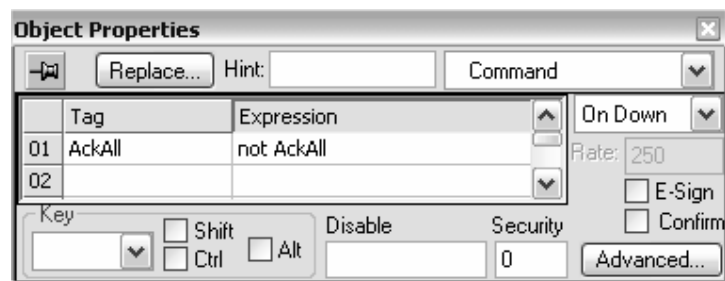 Object Properties
Replace... Hint: Command
Tag Expression On Down
01 AckAll not AckAll Rate: 250
02 E-Sign
Key Shift Ctrl Alt Disable Security Confirm
0 Advanced...